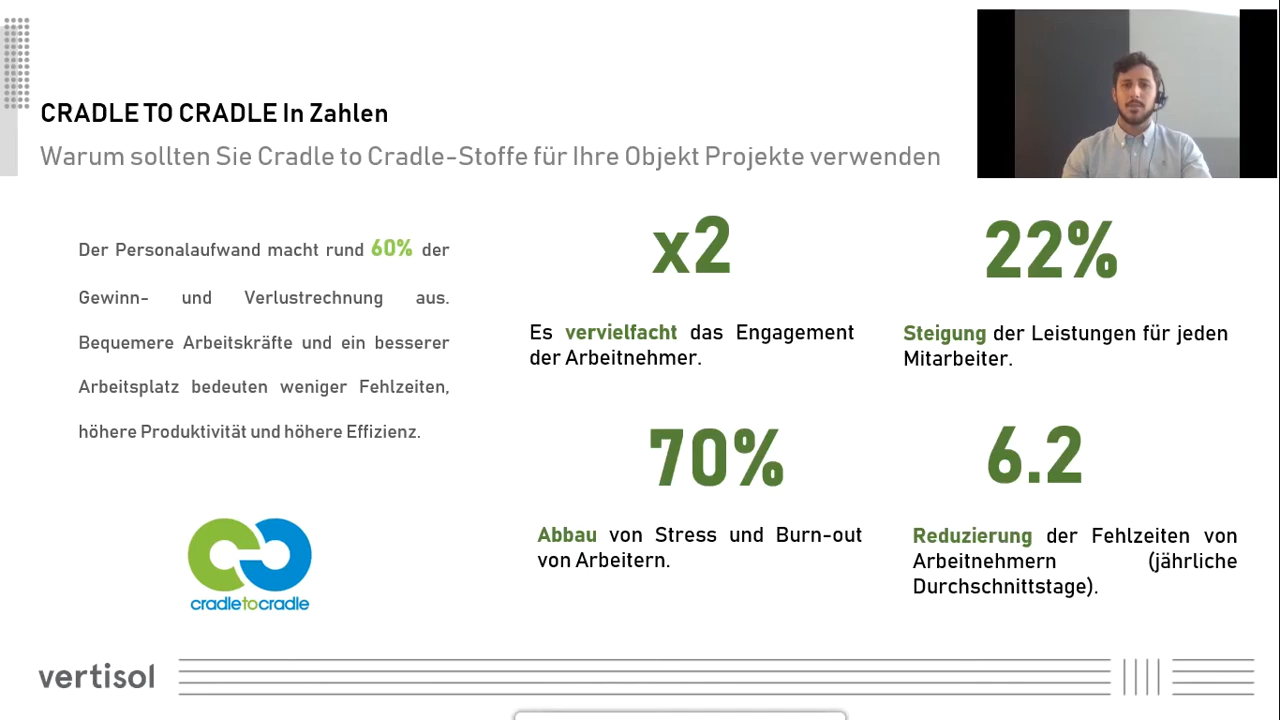 CRADLE TO CRADLE In Zahlen
Warum sollten Sie Cradle to Cradle-Stoffe für Ihre Objekt Projekte verwenden
Der Personalaufwand macht rund 60% der
Gewinn- und Verlustrechnung aus.
Bequemere Arbeitskräfte und ein besserer
Arbeitsplatz bedeuten weniger Fehlzeiten,
höhere Produktivität und höhere Effizienz.
cradletocradle
x2
Es vervielfacht das Engagement
der Arbeitnehmer.
22%
Steigung der Leistungen für jeden
Mitarbeiter.
70%
Abbau von Stress und Burn-out
von Arbeitern.
6.2
Reduzierung der Fehlzeiten von
Arbeitnehmern (jährliche
Durchschnittstage).
vertisol